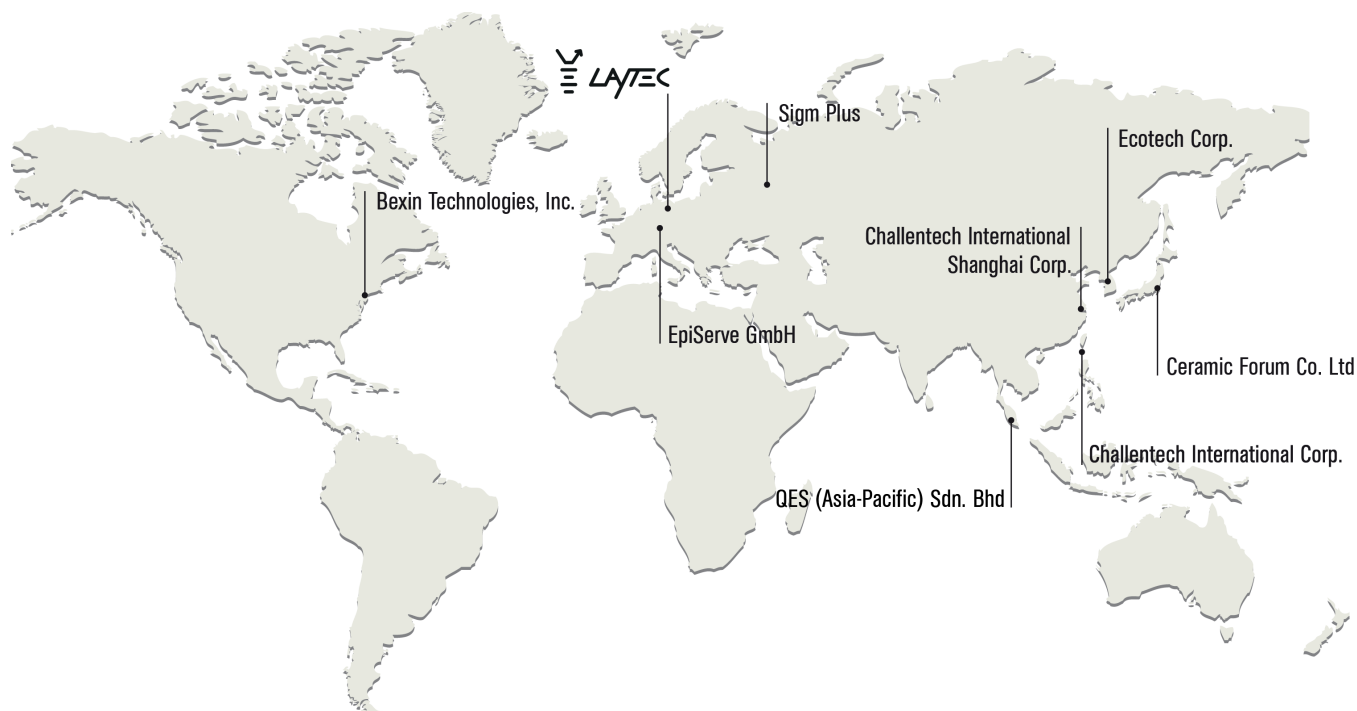 LAYTEC
Sigm Plus
Ecotech Corp.
Bexin Technologies, Inc.
Challentech International
Shanghai Corp.
EpiServe GmbH
Ceramic Forum Co. Ltd
Challentech International Corp.
QES (Asia-Pacific) Sdn. Bhd